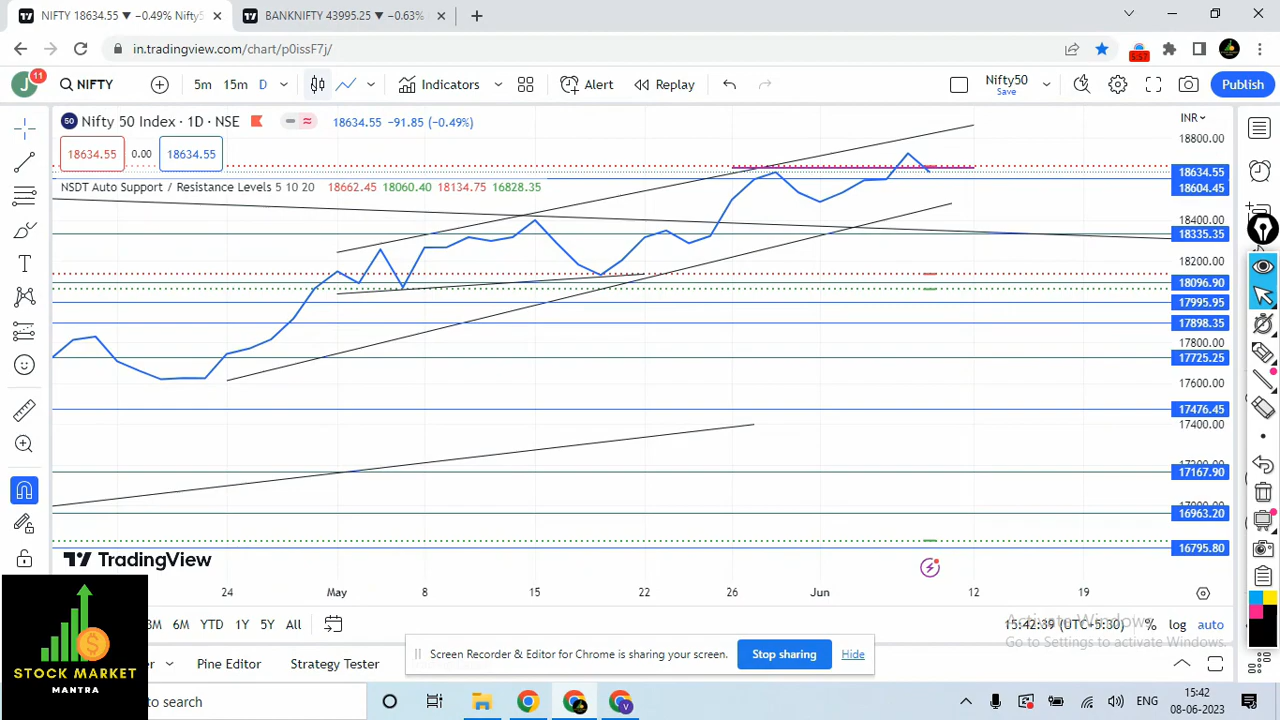 NIFTY 18634.55 ▼ −0.49% Nifty5
BANKNIFTY 43995.25 ▼ −0.63%
in.tradingview.com/chart/p0issF7j/
5:57
J 11 NIFTY 5m 15m D Indicators Alert Replay Nifty50 Save Publish
50 Nifty 50 Index · 1D · NSE 18634.55 −91.85 (−0.49%)
INR
18634.55 0.00 18634.55
NSDT Auto Support / Resistance Levels 5 10 20 18662.45 18060.40 18134.75 16828.35
18800.00
18634.55
18604.45
18400.00
18335.35
18200.00
18096.90
17995.95
17898.35
17800.00
17725.25
17600.00
17476.45
17400.00
17167.90
16963.20
16795.80
TradingView
24 May 8 15 22 26 Jun 12 19
3M 6M YTD 1Y 5Y All
15:42:39 (UTC+5:30) % log auto
Activate Windows
Go to Settings to activate Windows.
Pine Editor Strategy Tester
Screen Recorder & Editor for Chrome is sharing your screen. Stop sharing Hide
STOCK MARKET
MANTRA
to search
ENG
15:42
08-06-2023